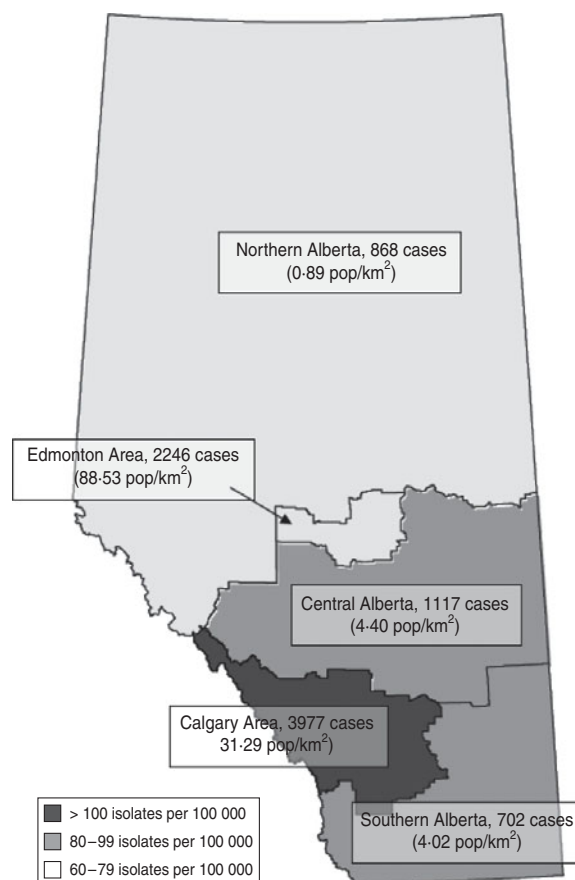 Northern Alberta, 868 cases
(0·89 pop/km²)
Edmonton Area, 2246 cases
(88·53 pop/km²)
Central Alberta, 1117 cases
(4·40 pop/km²)
Calgary Area, 3977 cases
31·29 pop/km²)
Southern Alberta, 702 cases
(4·02 pop/km²)
> 100 isolates per 100 000
80–99 isolates per 100 000
60–79 isolates per 100 000